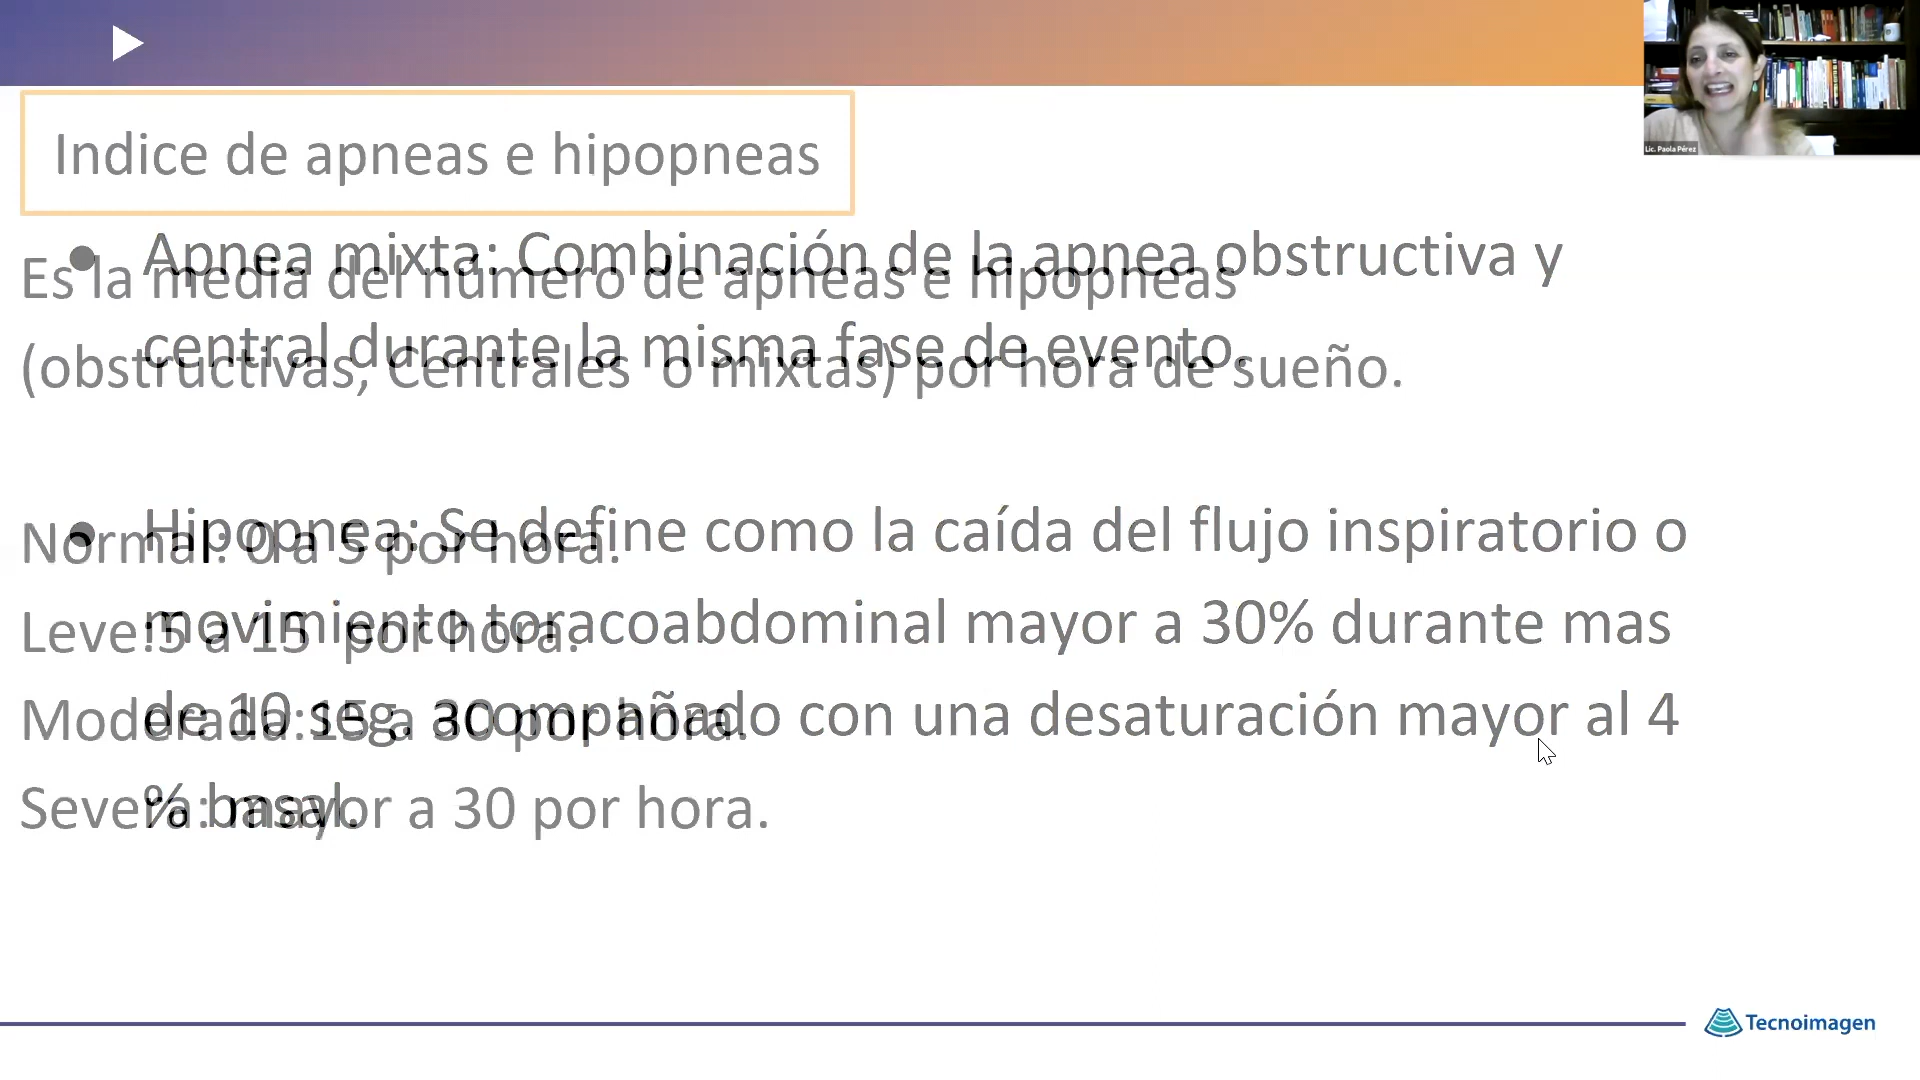 Lic. Paola Pérez
Indice de apneas e hipopneas
Apnea mixta: Combinación de la apnea obstructiva y
central durante la misma fase de evento.
Hipopnea: Se define como la caída del flujo inspiratorio o
movimiento toracoabdominal mayor a 30% durante mas
de 10 seg, acompañado con una desaturación mayor al 4
% basal.
Es la media del número de apneas e hipopneas
(obstructivas, Centrales o mixtas) por hora de sueño.
Normal: 0 a 5 por hora.
Leve:5 a 15 por hora.
Moderada:15 a 30 por hora.
Severa: mayor a 30 por hora.
Tecnoimagen